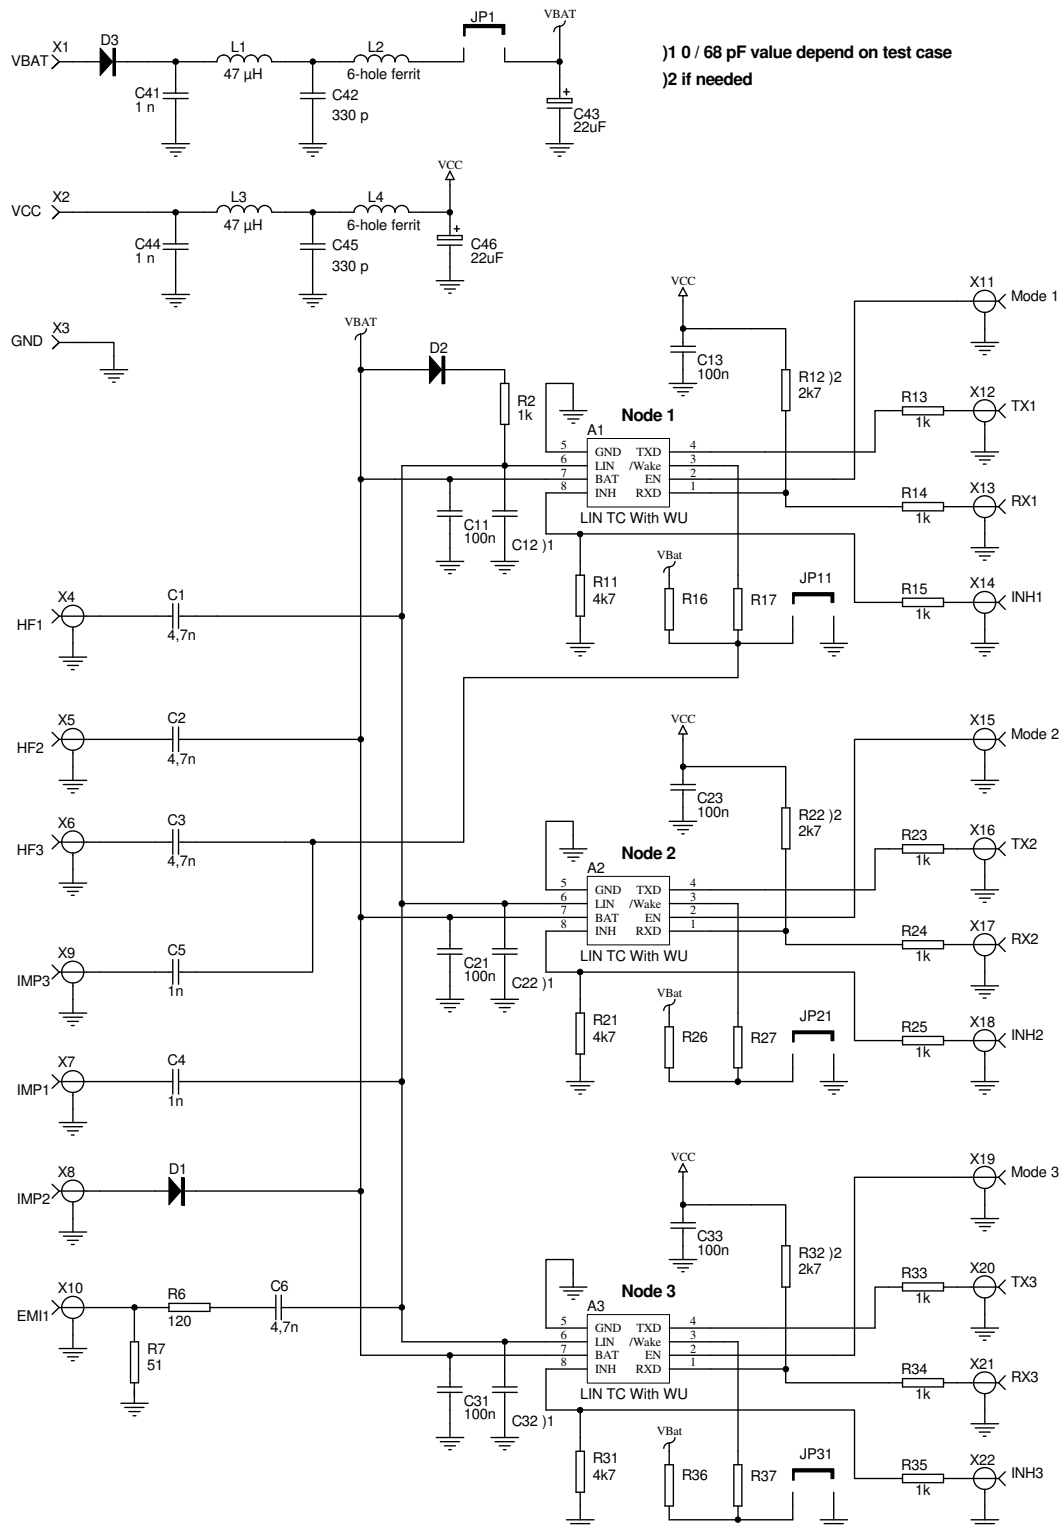 )1 0 / 68 pF value depend on test case
)2 if needed
VBAT
X1
D3
L1
47 µH
L2
6-hole ferrit
JP1
VBAT
C41
1 n
C42
330 p
+
C43
22uF
VCC
X2
L3
47 µH
L4
6-hole ferrit
VCC
C44
1 n
C45
330 p
+
C46
22uF
GND
X3
VBAT
D2
R2
1k
VCC
C13
100n
R12 )2
2k7
X11
Mode 1
R13
1k
X12
TX1
Node 1
A1
5 GND TXD 4
6 LIN /Wake 3
7 BAT EN 2
8 INH RXD 1
LIN TC With WU
C11
100n
C12 )1
R14
1k
X13
RX1
R11
4k7
VBat
R16
R17
JP11
R15
1k
X14
INH1
HF1
X4
C1
4,7n
HF2
X5
C2
4,7n
HF3
X6
C3
4,7n
VCC
C23
100n
R22 )2
2k7
X15
Mode 2
R23
1k
X16
TX2
Node 2
A2
5 GND TXD 4
6 LIN /Wake 3
7 BAT EN 2
8 INH RXD 1
LIN TC With WU
C21
100n
C22 )1
R24
1k
X17
RX2
R21
4k7
VBat
R26
R27
JP21
R25
1k
X18
INH2
IMP3
X9
C5
1n
IMP1
X7
C4
1n
IMP2
X8
D1
EMI1
X10
R6
120
C6
4,7n
R7
51
VCC
C33
100n
R32 )2
2k7
X19
Mode 3
R33
1k
X20
TX3
Node 3
A3
5 GND TXD 4
6 LIN /Wake 3
7 BAT EN 2
8 INH RXD 1
LIN TC With WU
C31
100n
C32 )1
R34
1k
X21
RX3
R31
4k7
VBat
R36
R37
JP31
R35
1k
X22
INH3